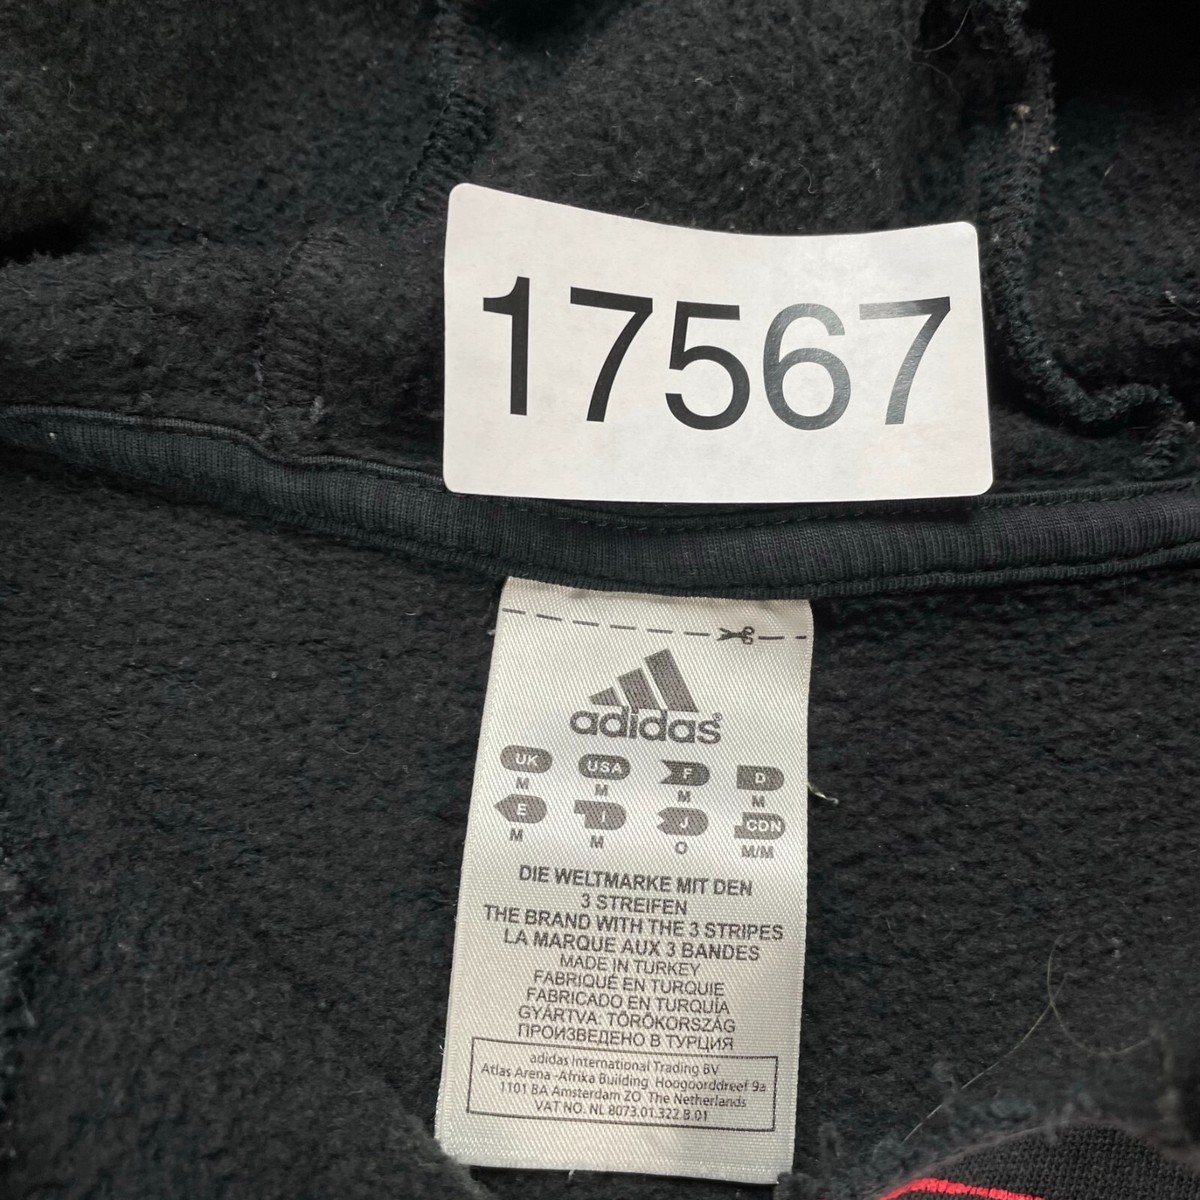 17567
adidas
UK USA F D
M M M M
E I J CDN
M M O M/M
DIE WELTMARKE MIT DEN
3 STREIFEN
THE BRAND WITH THE 3 STRIPES
LA MARQUE AUX 3 BANDES
MADE IN TURKEY
FABRIQUÉ EN TURQUIE
FABRICADO EN TURQUÍA
GYÁRTVA: TÖRÖKORSZÁG
ПРОИЗВЕДЕНО В ТУРЦИЯ
adidas International Trading BV
Atlas Arena -Afrika Building Hoogoorddreef 9a
1101 BA Amsterdam ZO The Netherlands
VAT NO. NL 8073.01.322.B.01